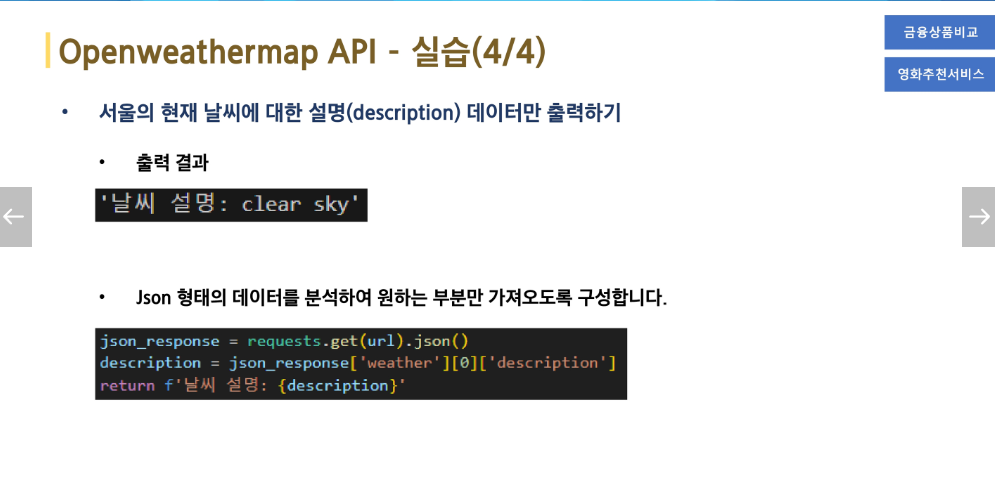 금융상품비교
Openweathermap API - 실습(4/4)
영화추천서비스
• 서울의 현재 날씨에 대한 설명(description) 데이터만 출력하기
• 출력 결과
'날씨 설명: clear sky'
• Json 형태의 데이터를 분석하여 원하는 부분만 가져오도록 구성합니다.
json_response = requests.get(url).json()
description = json_response['weather'][0]['description']
return f'날씨 설명: {description}'